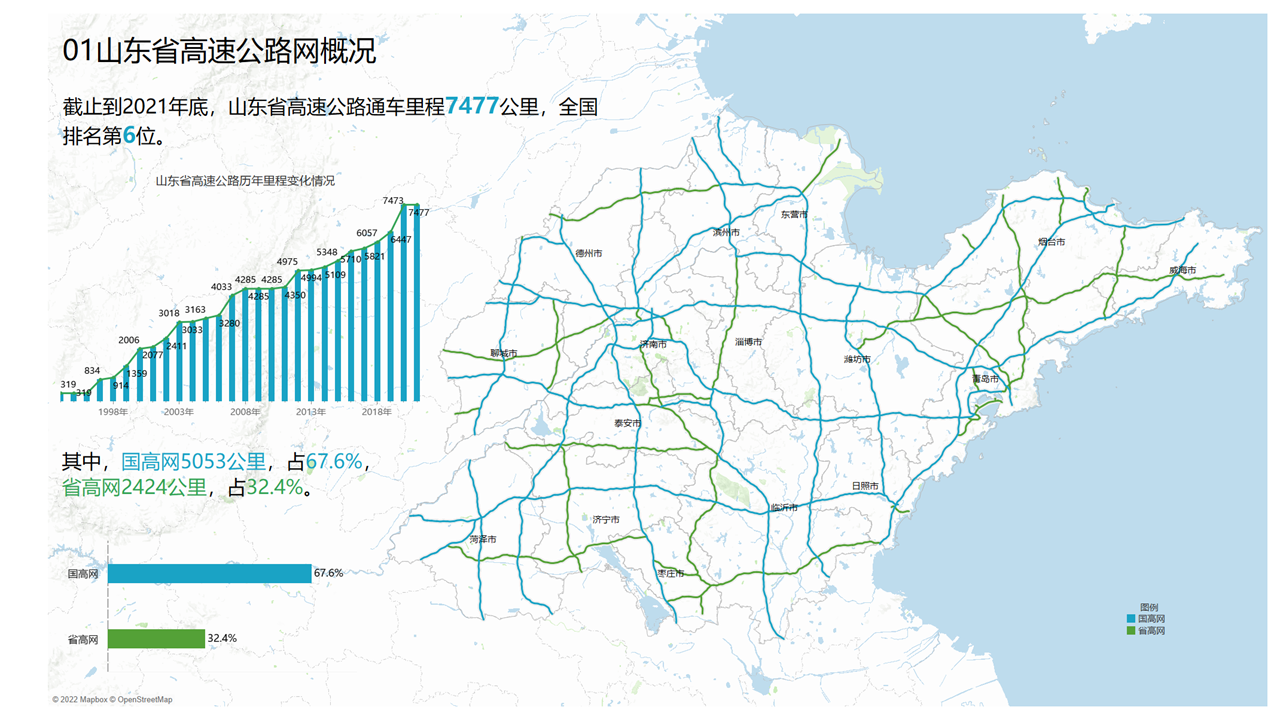 01山东省高速公路网概况
截止到2021年底，山东省高速公路通车里程7477公里，全国
排名第6位。
山东省高速公路历年里程变化情况
319
319
834
914
1359
2006
2077
2411
3018
3033
3163
3280
4033
4285
4285
4285
4350
4975
4994
5109
5348
5710
5821
6057
6447
7473
7477
1998年
2003年
2008年
2013年
2018年
其中，国高网5053公里，占67.6%，
省高网2424公里，占32.4%。
国高网
67.6%
省高网
32.4%
东营市
滨州市
德州市
烟台市
威海市
济南市
淄博市
聊城市
潍坊市
青岛市
泰安市
日照市
临沂市
济宁市
菏泽市
枣庄市
图例
国高网
省高网
© 2022 Mapbox © OpenStreetMap